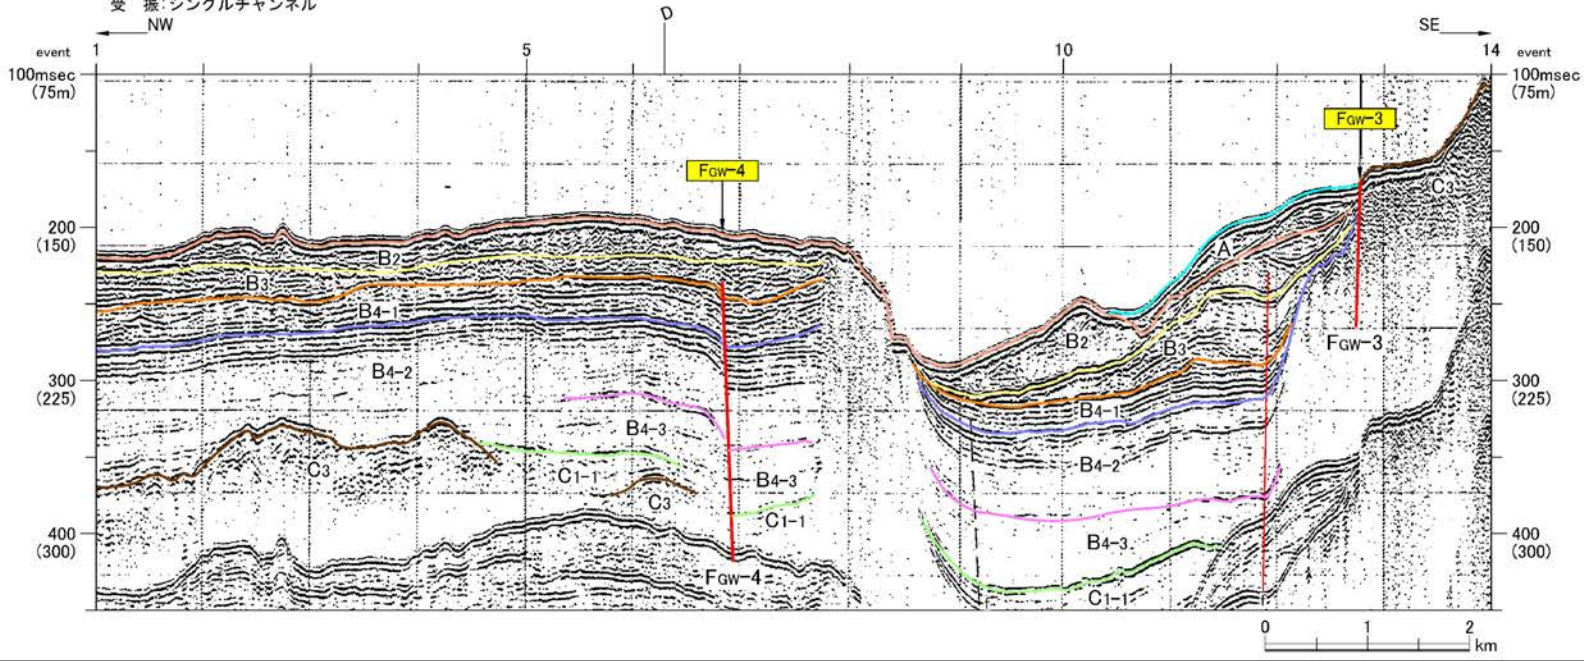 受 振:シングルチャンネル
NW
D
SE
event 1 5 10 14 event
100msec
(75m)
100msec
(75m)
FGW-3
FGW-4
C3
200
(150)
200
(150)
A
B2
B3
B4-1
B2
B3
FGW-3
B4-2
300
(225)
300
(225)
B4-1
B4-3
B4-2
C3
C1-1
C3
B4-3
C1-1
400
(300)
B4-3
400
(300)
FGW-4
C1-1
0 1 2 km